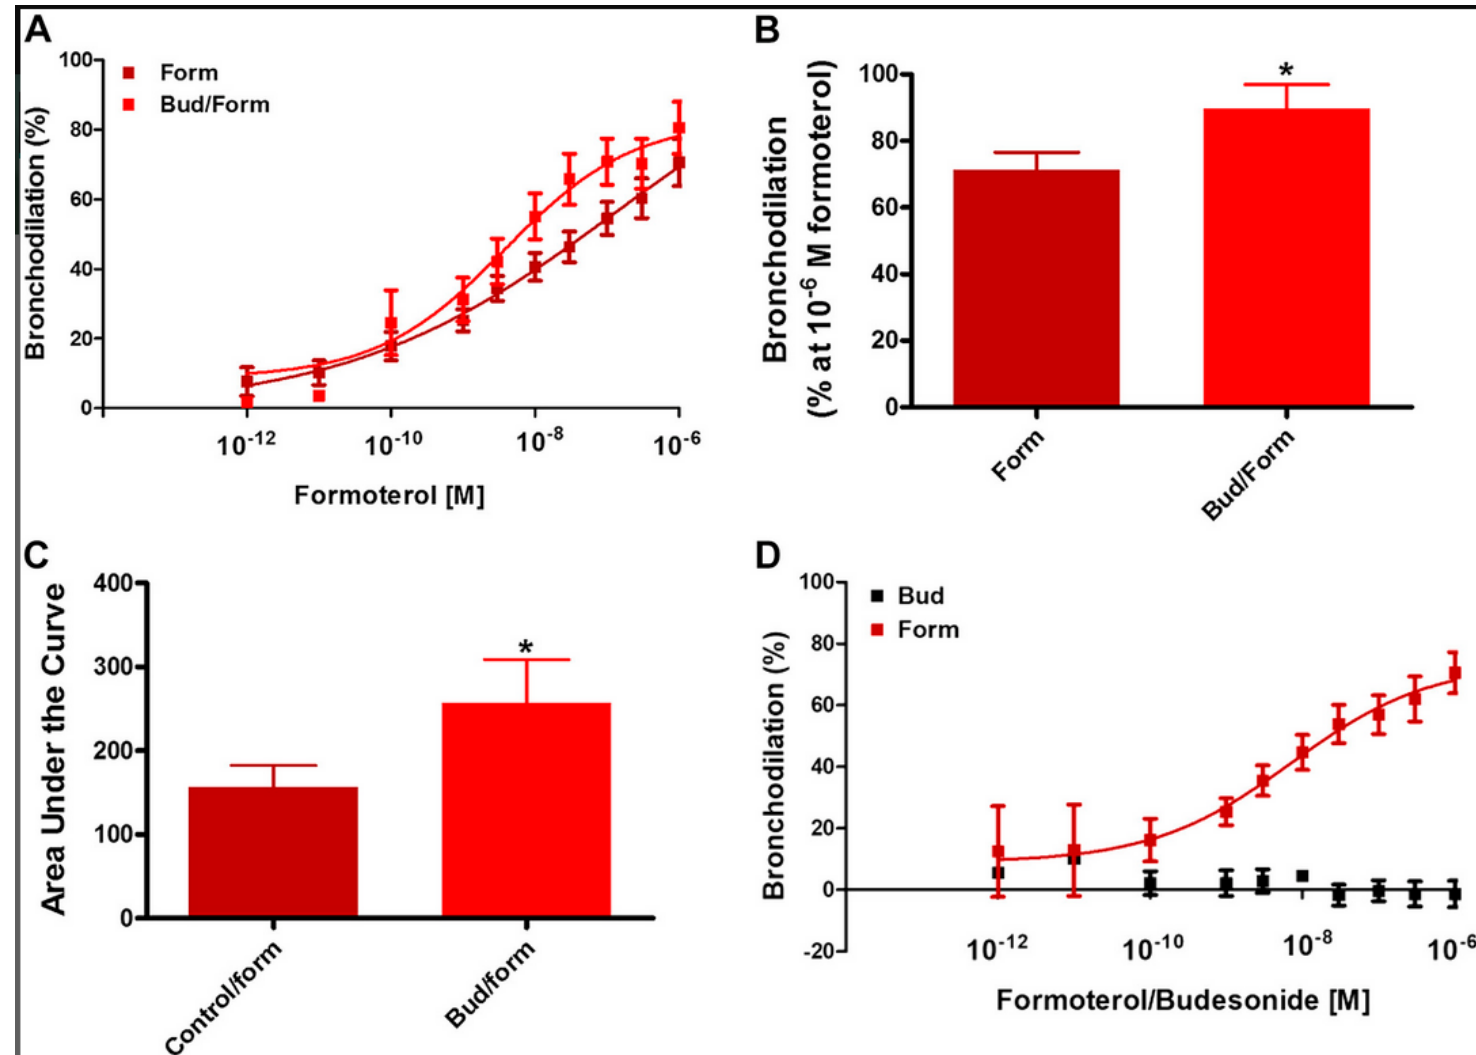 A
100
80
60
40
20
0
Bronchodilation (%)
Form
Bud/Form
10-12
10-10
10-8
10-6
Formoterol [M]
B
Bronchodilation
(% at 10-6 M formoterol)
100
80
60
40
20
0
*
Form
Bud/Form
C
Area Under the Curve
400
300
200
100
0
*
Control/form
Bud/form
D
Bronchodilation (%)
100
80
60
40
20
0
-20
Bud
Form
10-12
10-10
10-8
10-6
Formoterol/Budesonide [M]